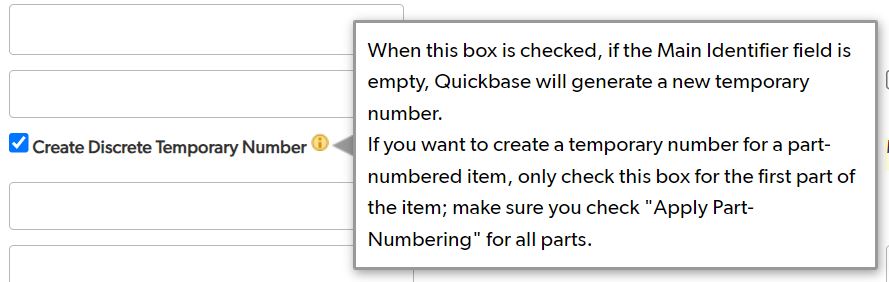 When this box is checked, if the Main Identifier field is
empty, Quickbase will generate a new temporary
number.
Create Discrete Temporary Number
If you want to create a temporary number for a part-
numbered item, only check this box for the first part of
the item; make sure you check "Apply Part-
Numbering" for all parts.